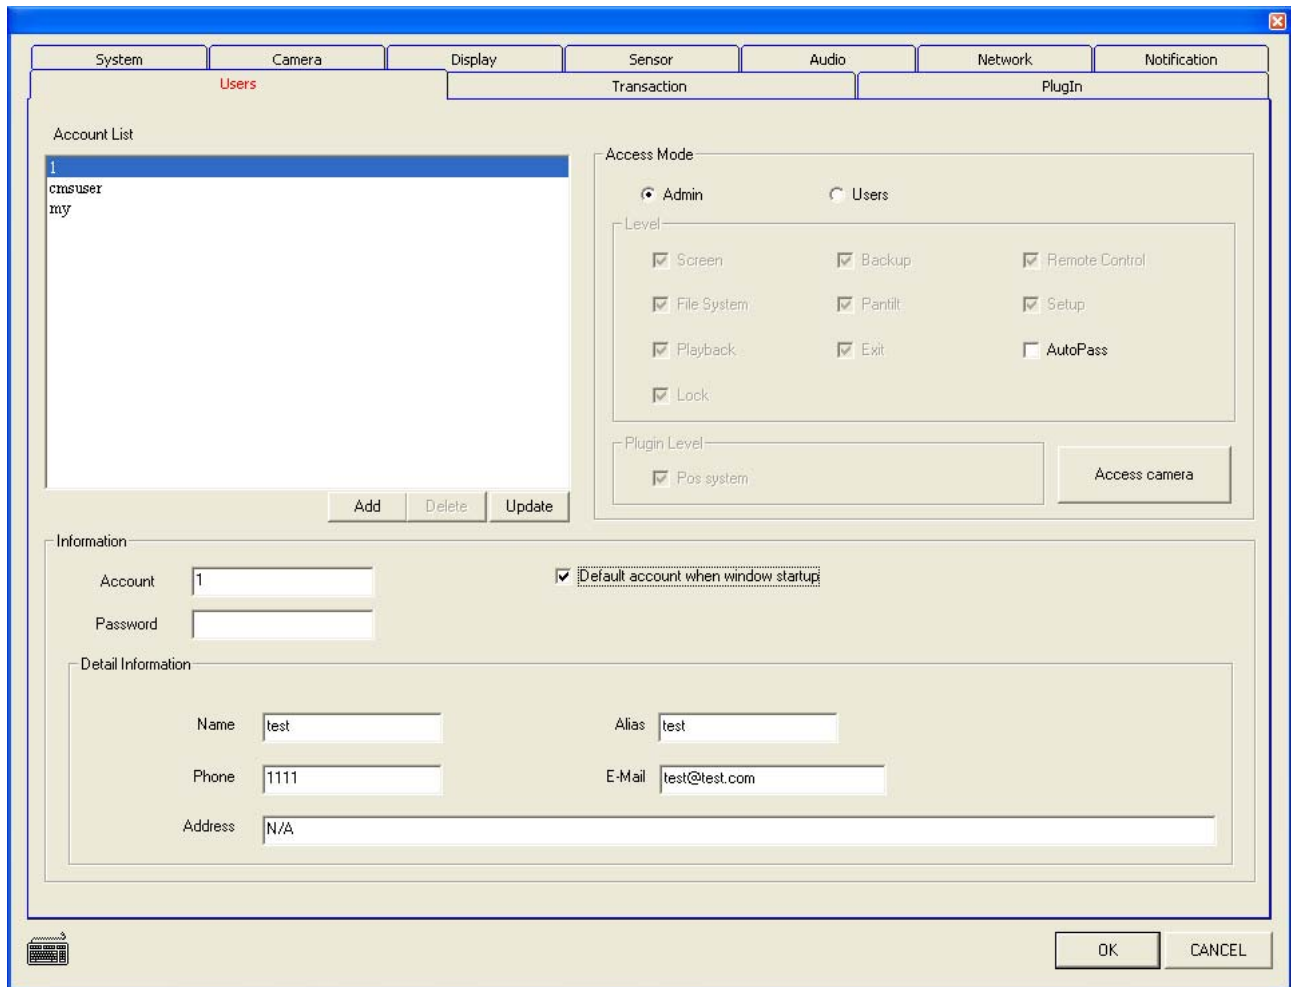 System Camera Display Sensor Audio Network Notification
Users Transaction PlugIn
Account List
1
cmsuser
my
Add Delete Update
Access Mode
Admin Users
Level
Screen Backup Remote Control
File System Pantilt Setup
Playback Exit AutoPass
Lock
Plugin Level
Pos system
Access camera
Information
Account 1
Default account when window startup
Password
Detail Information
Name test Alias test
Phone 1111 E-Mail test@test.com
Address N/A
OK CANCEL